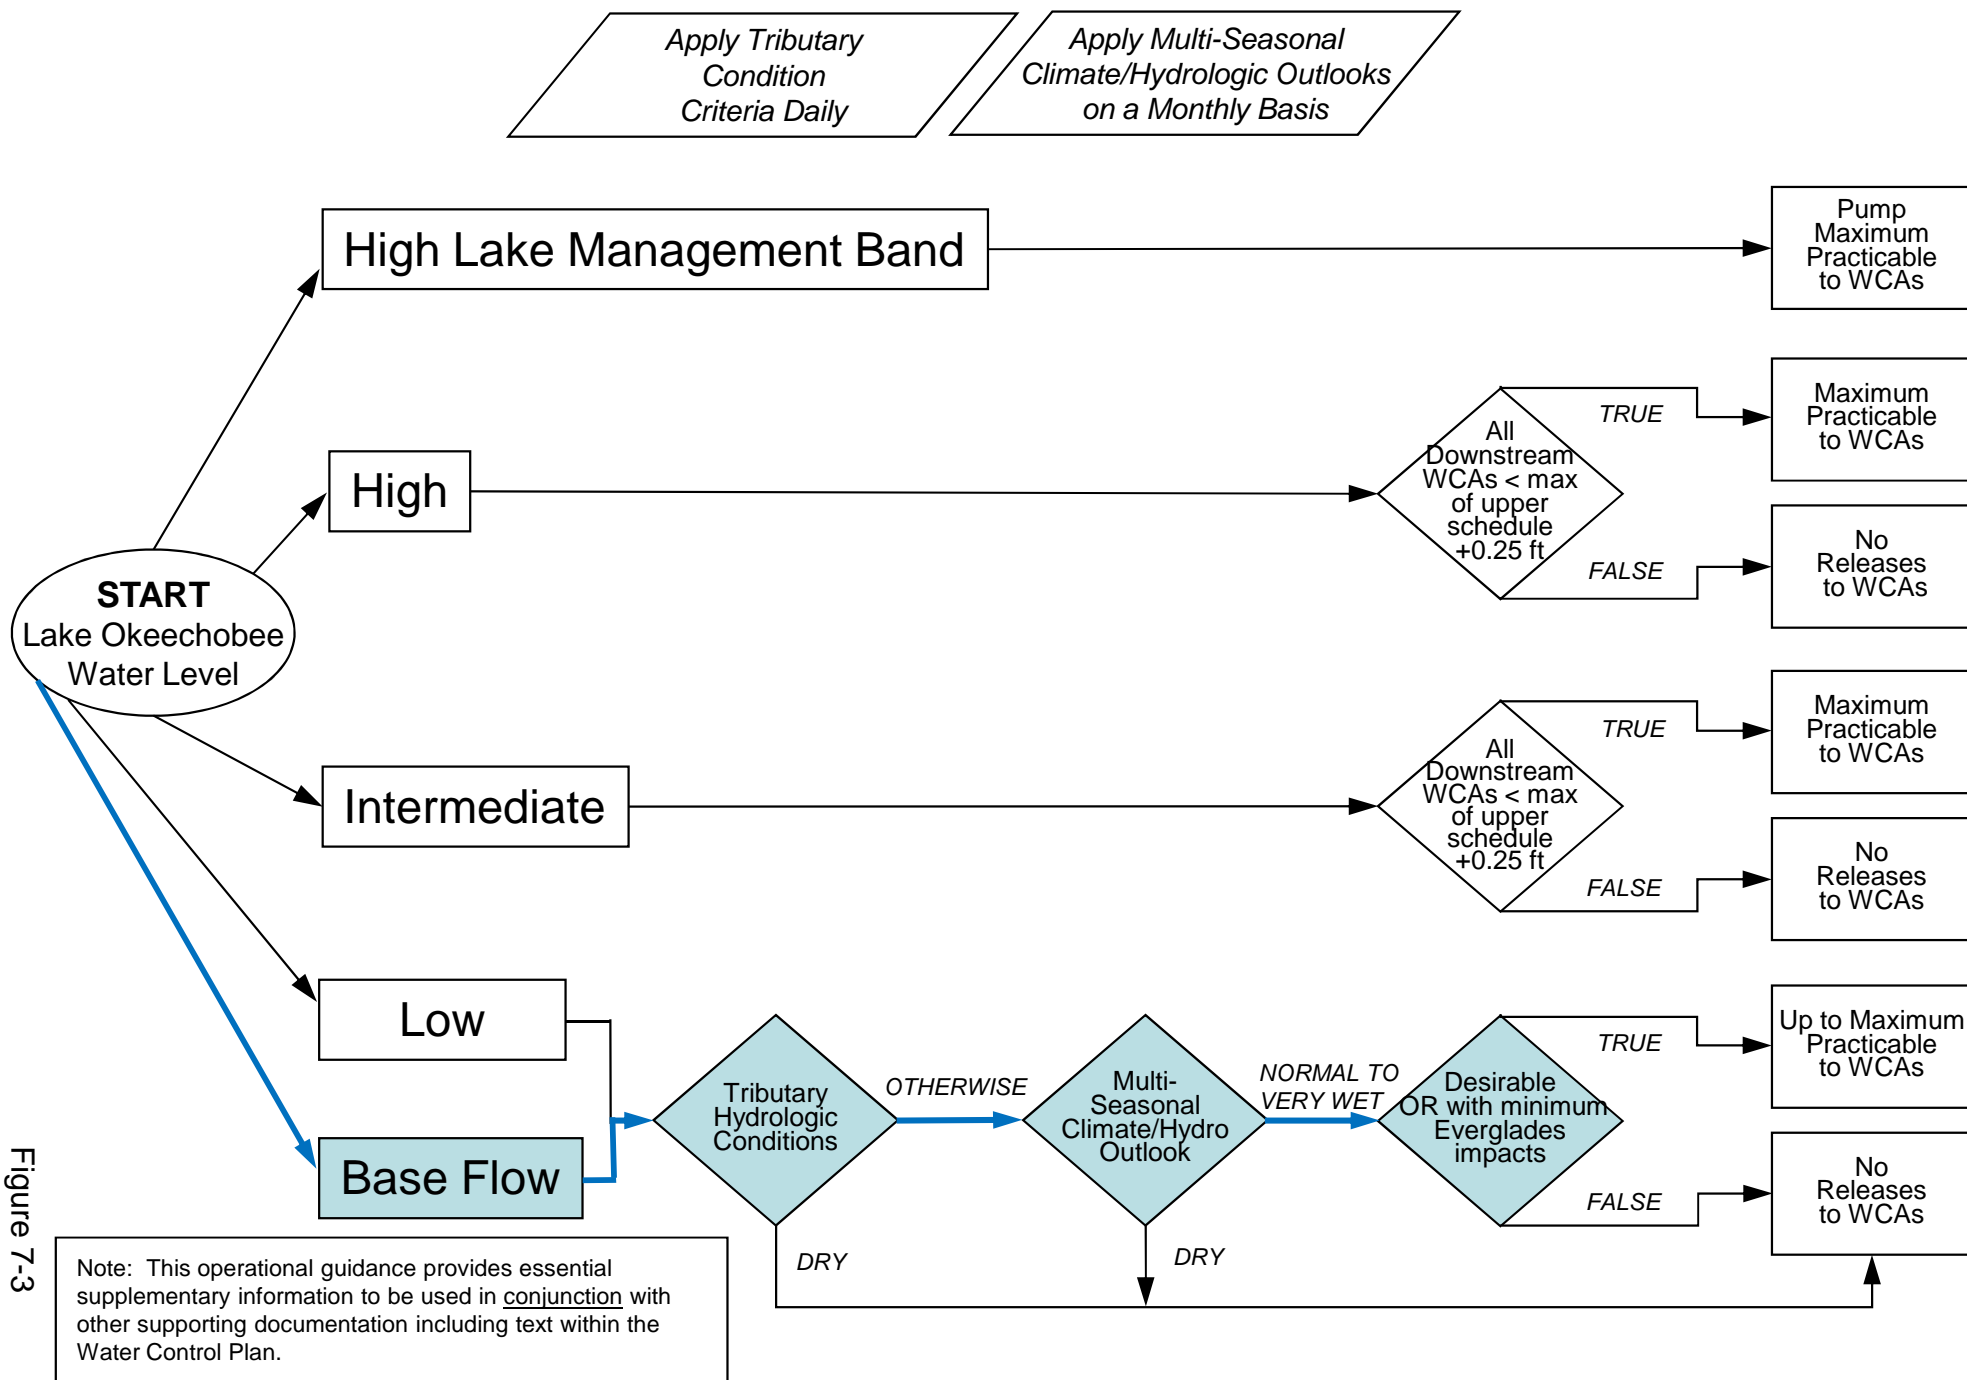 Apply Tributary
Condition
Criteria Daily
Apply Multi-Seasonal
Climate/Hydrologic Outlooks
on a Monthly Basis
High Lake Management Band
Pump
Maximum
Practicable
to WCAs
High
All
Downstream
WCAs < max
of upper
schedule
+0.25 ft
TRUE
Maximum
Practicable
to WCAs
FALSE
No
Releases
to WCAs
START
Lake Okeechobee
Water Level
Intermediate
All
Downstream
WCAs < max
of upper
schedule
+0.25 ft
TRUE
Maximum
Practicable
to WCAs
FALSE
No
Releases
to WCAs
Low
Base Flow
Tributary
Hydrologic
Conditions
OTHERWISE
DRY
Multi-
Seasonal
Climate/Hydro
Outlook
NORMAL TO
VERY WET
DRY
Desirable
OR with minimum
Everglades
impacts
TRUE
Up to Maximum
Practicable
to WCAs
FALSE
No
Releases
to WCAs
Figure 7-3
Note: This operational guidance provides essential
supplementary information to be used in conjunction with
other supporting documentation including text within the
Water Control Plan.